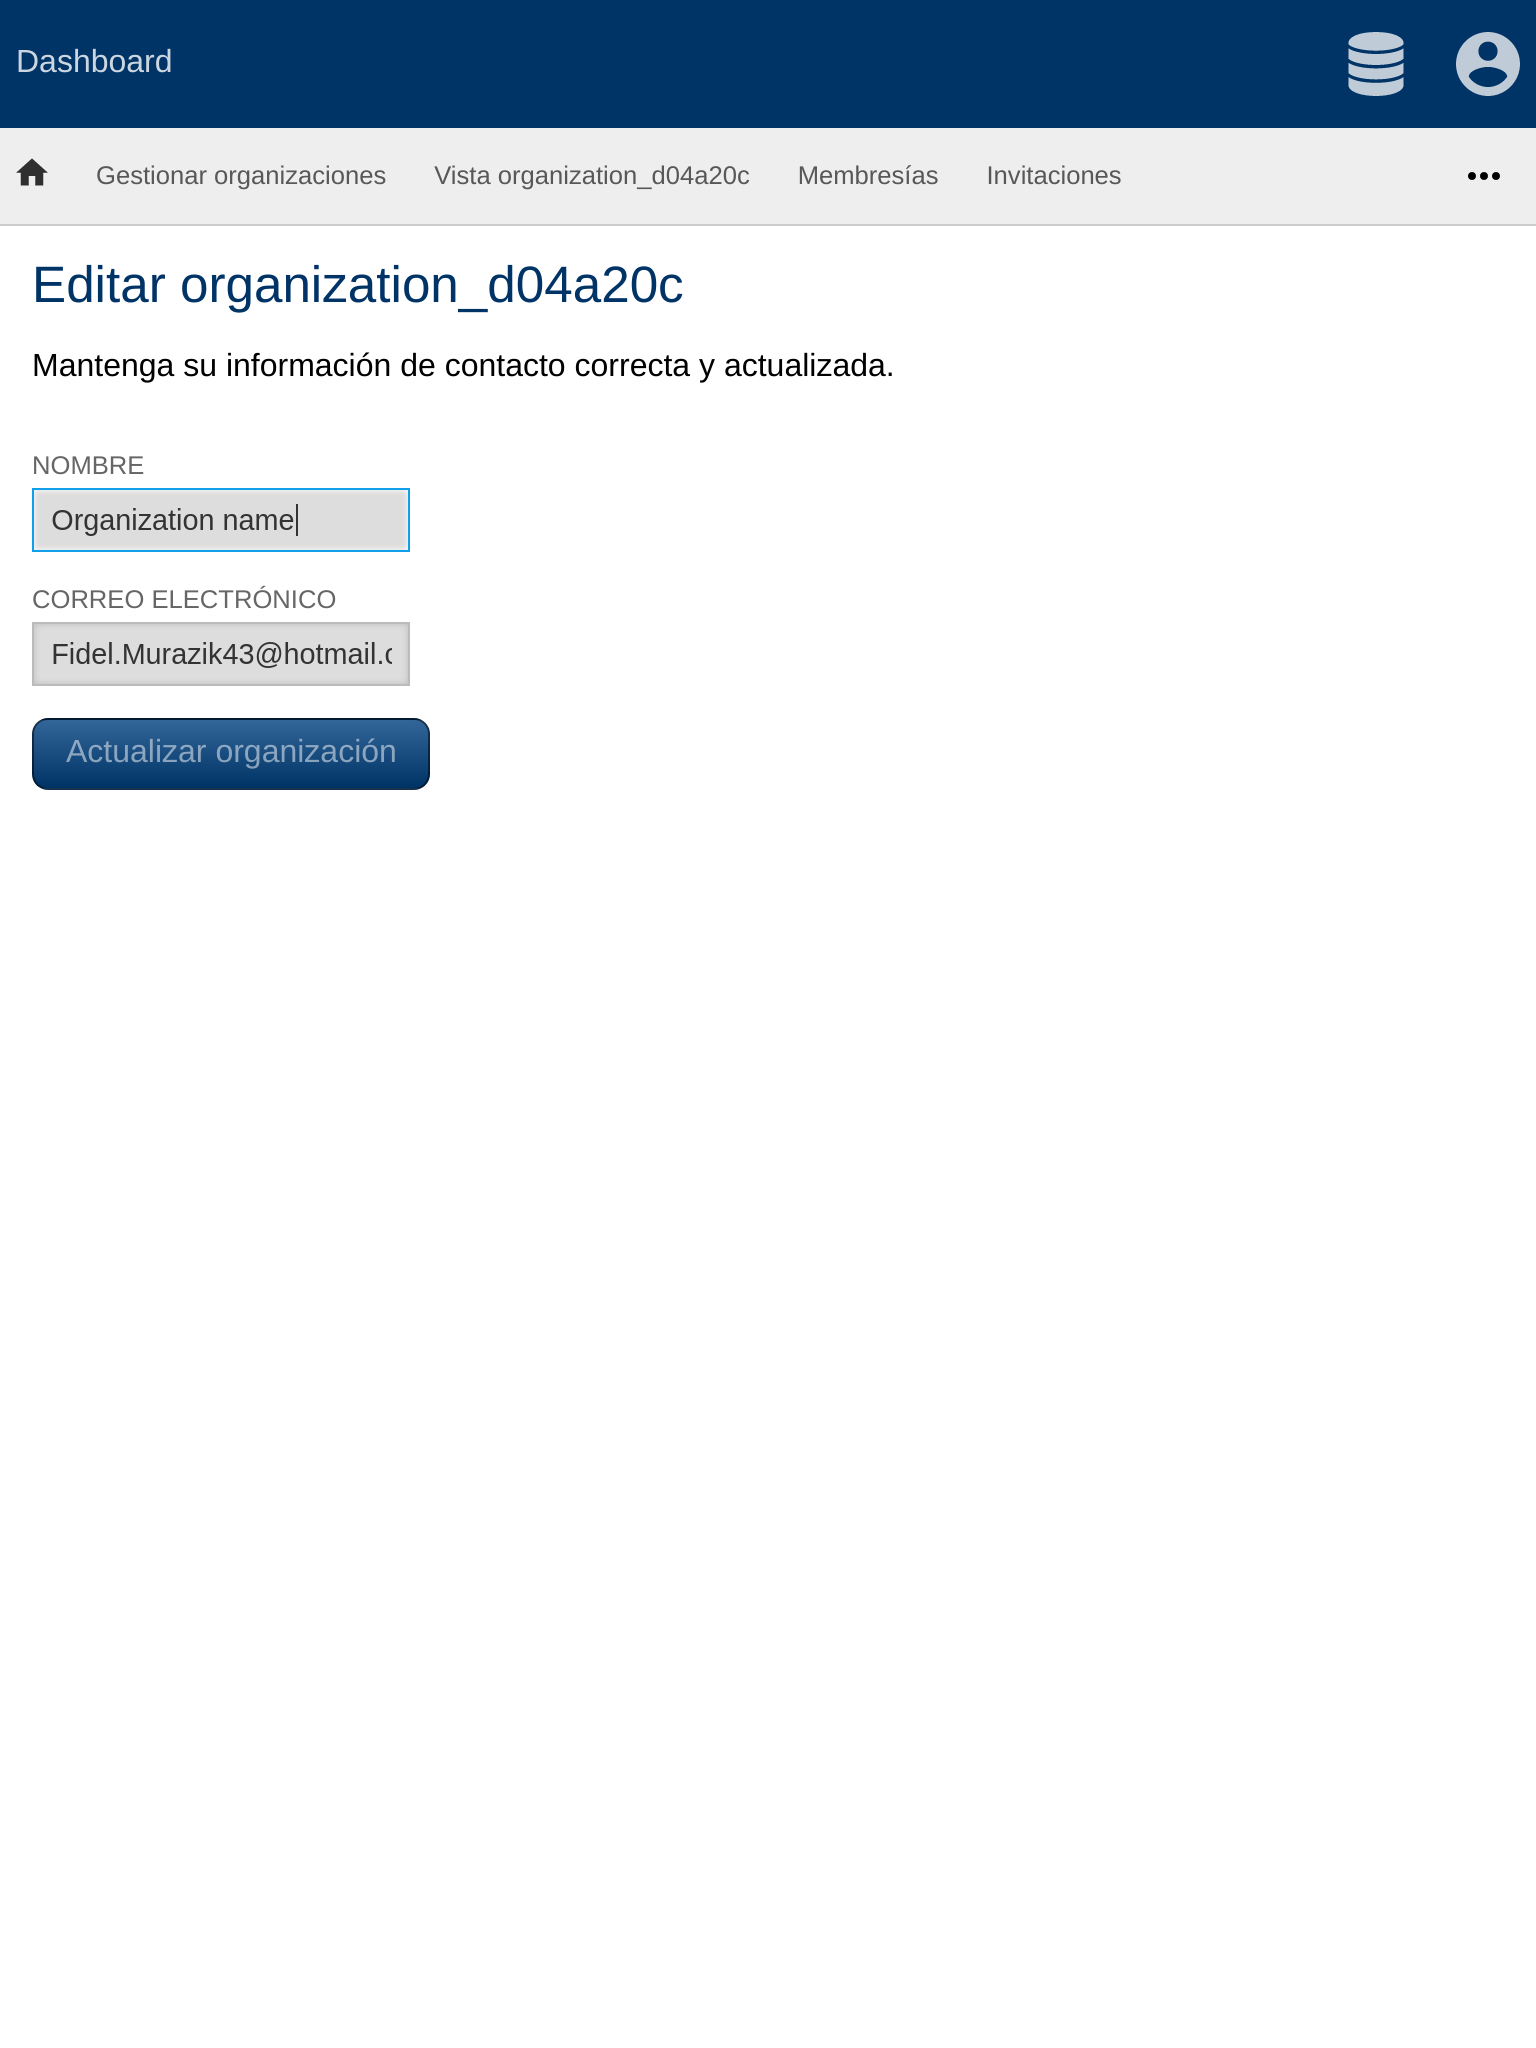 Dashboard
Gestionar organizaciones Vista organization_d04a20c Membresías Invitaciones
Editar organization_d04a20c
Mantenga su información de contacto correcta y actualizada.
NOMBRE
Organization name
CORREO ELECTRÓNICO
Fidel.Murazik43@hotmail.c
Actualizar organización